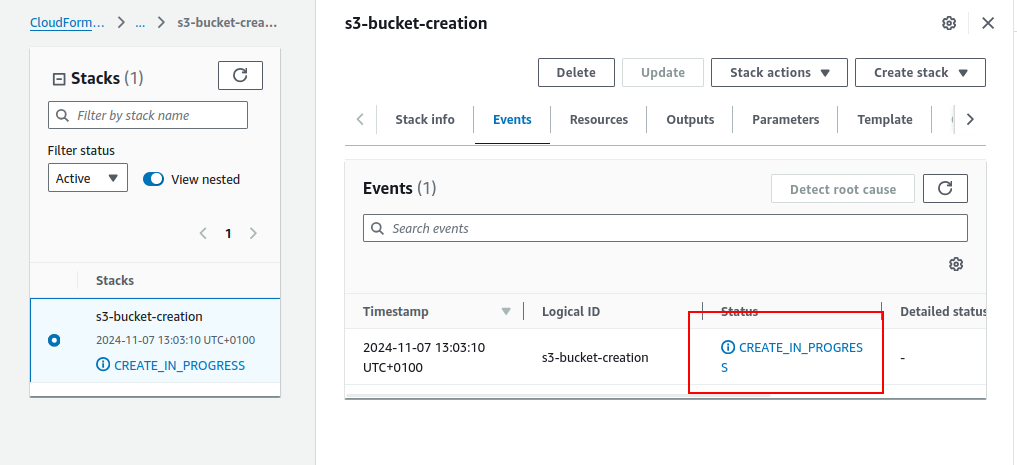 CloudForm... > ... > s3-bucket-crea...
Stacks (1)
Filter by stack name
Filter status
Active
View nested
1
Stacks
s3-bucket-creation
2024-11-07 13:03:10 UTC+0100
CREATE_IN_PROGRESS
s3-bucket-creation
Delete Update Stack actions Create stack
Stack info Events Resources Outputs Parameters Template
Events (1)
Detect root cause
Search events
Timestamp Logical ID Status Detailed status
2024-11-07 13:03:10
UTC+0100
s3-bucket-creation
CREATE_IN_PROGRES
S
-